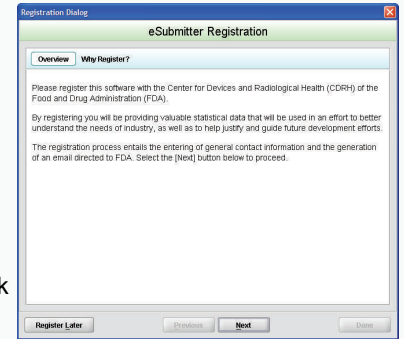 Registration Dialog
eSubmitter Registration
Overview Why Register?
Please register this software with the Center for Devices and Radiological Health (CDRH) of the
Food and Drug Administration (FDA).
By registering you will be providing valuable statistical data that will be used in an effort to better
understand the needs of industry, as well as to help justify and guide future development efforts.
The registration process entails the entering of general contact information and the generation
of an email directed to FDA. Select the [Next] button below to proceed.
k
Register Later Previous Next Done